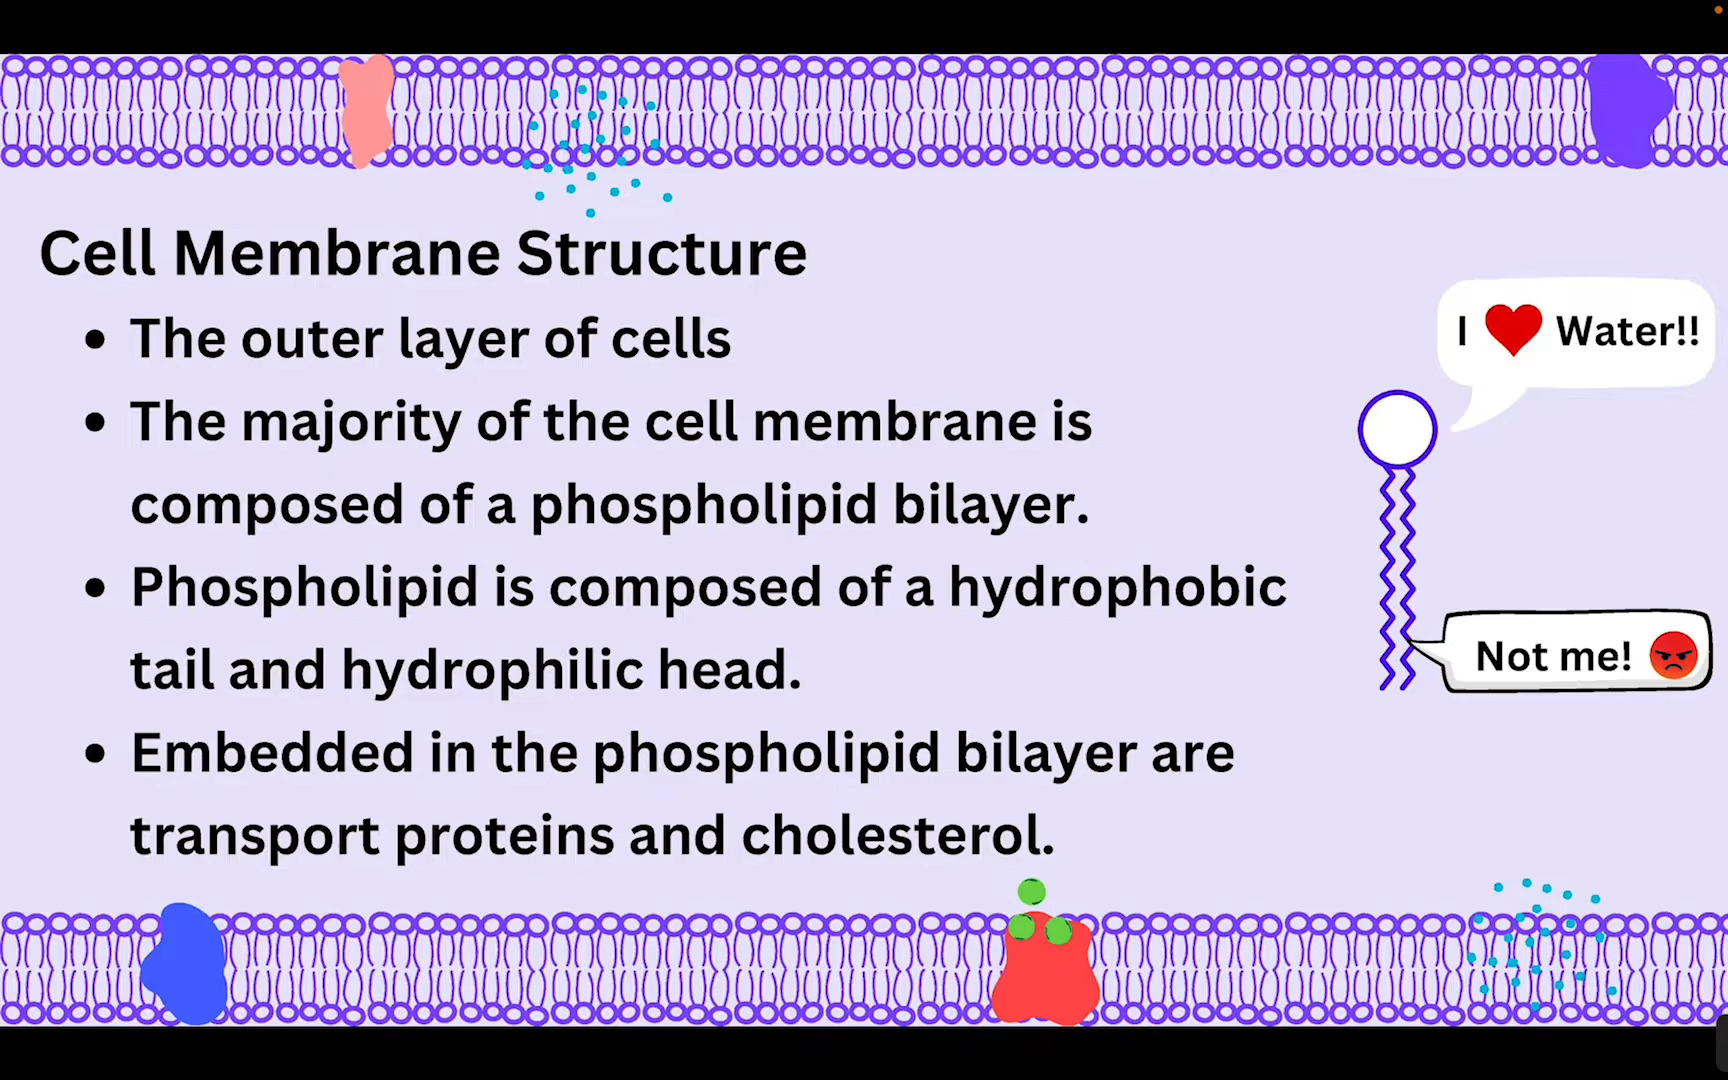 Cell Membrane Structure
• The outer layer of cells
• The majority of the cell membrane is
composed of a phospholipid bilayer.
• Phospholipid is composed of a hydrophobic
tail and hydrophilic head.
• Embedded in the phospholipid bilayer are
transport proteins and cholesterol.
I ❤ Water!!
Not me! 😡